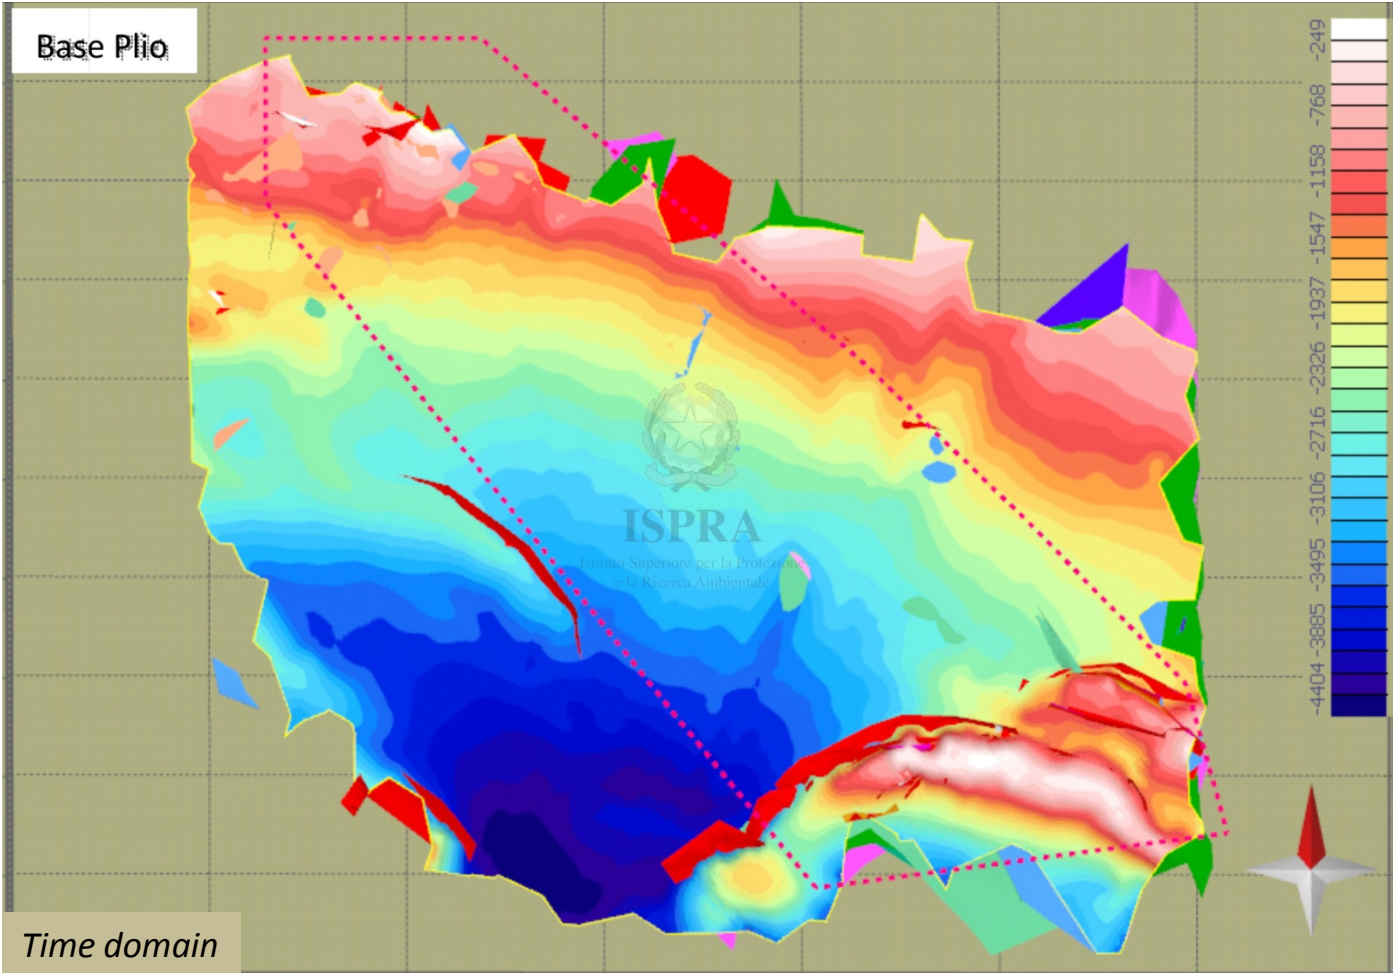 Base Plio
-249
-768
-1158
-1547
-1937
-2326
-2716
-3106
-3495
-3885
-4404
ISPRA
Istituto Superiore per la Protezione
e la Ricerca Ambientale
Time domain